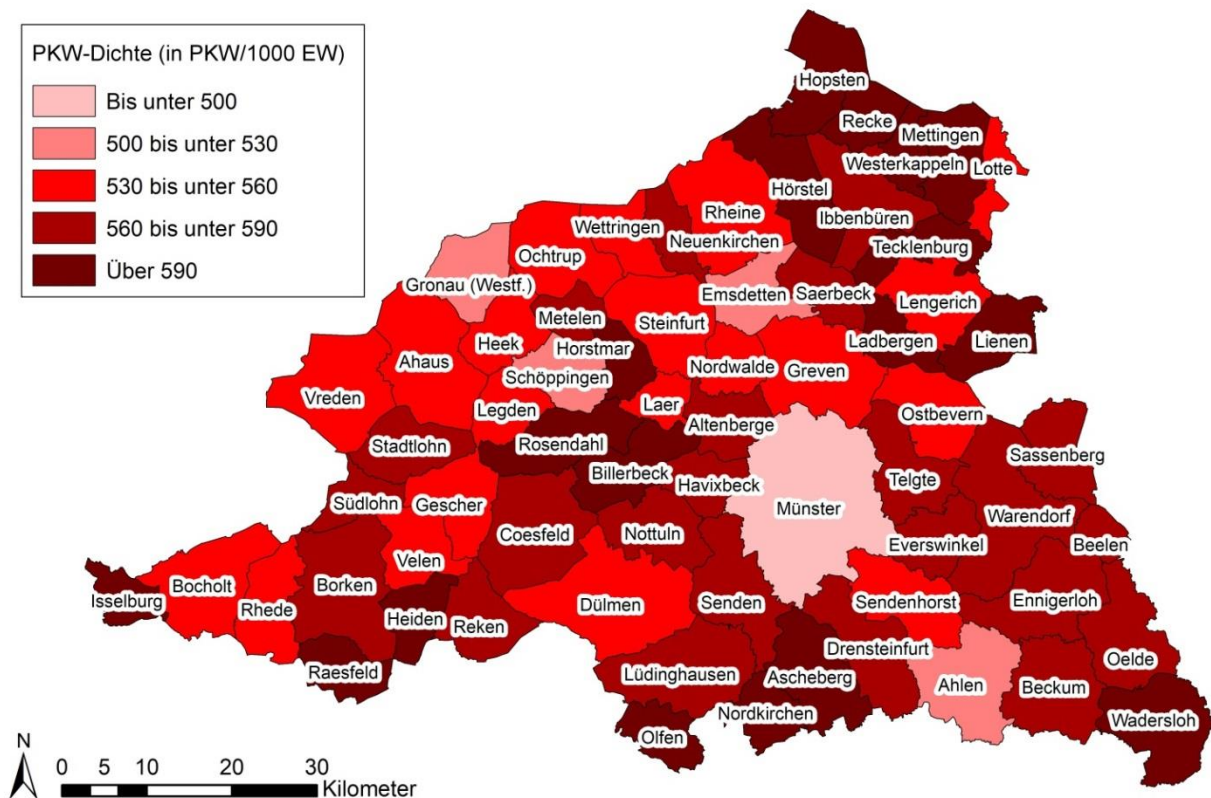 PKW-Dichte (in PKW/1000 EW)
Bis unter 500
500 bis unter 530
530 bis unter 560
560 bis unter 590
Über 590
Hopsten
Recke
Mettingen
Westerkappeln
Lotte
Hörstel
Rheine
Ibbenbüren
Wettringen
Neuenkirchen
Tecklenburg
Ochtrup
Gronau (Westf.)
Emsdetten
Saerbeck
Lengerich
Metelen
Steinfurt
Ladbergen
Lienen
Heek
Horstmar
Ahaus
Schöppingen
Nordwalde
Greven
Vreden
Legden
Laer
Ostbevern
Altenberge
Stadtlohn
Rosendahl
Sassenberg
Billerbeck
Havixbeck
Telgte
Südlohn
Gescher
Münster
Warendorf
Coesfeld
Nottuln
Everswinkel
Beelen
Velen
Bocholt
Borken
Isselburg
Rhede
Dülmen
Senden
Sendenhorst
Ennigerloh
Heiden
Reken
Drensteinfurt
Oelde
Raesfeld
Lüdinghausen
Ascheberg
Ahlen
Beckum
Nordkirchen
Wadersloh
Olfen
N
0 5 10 20 30
Kilometer